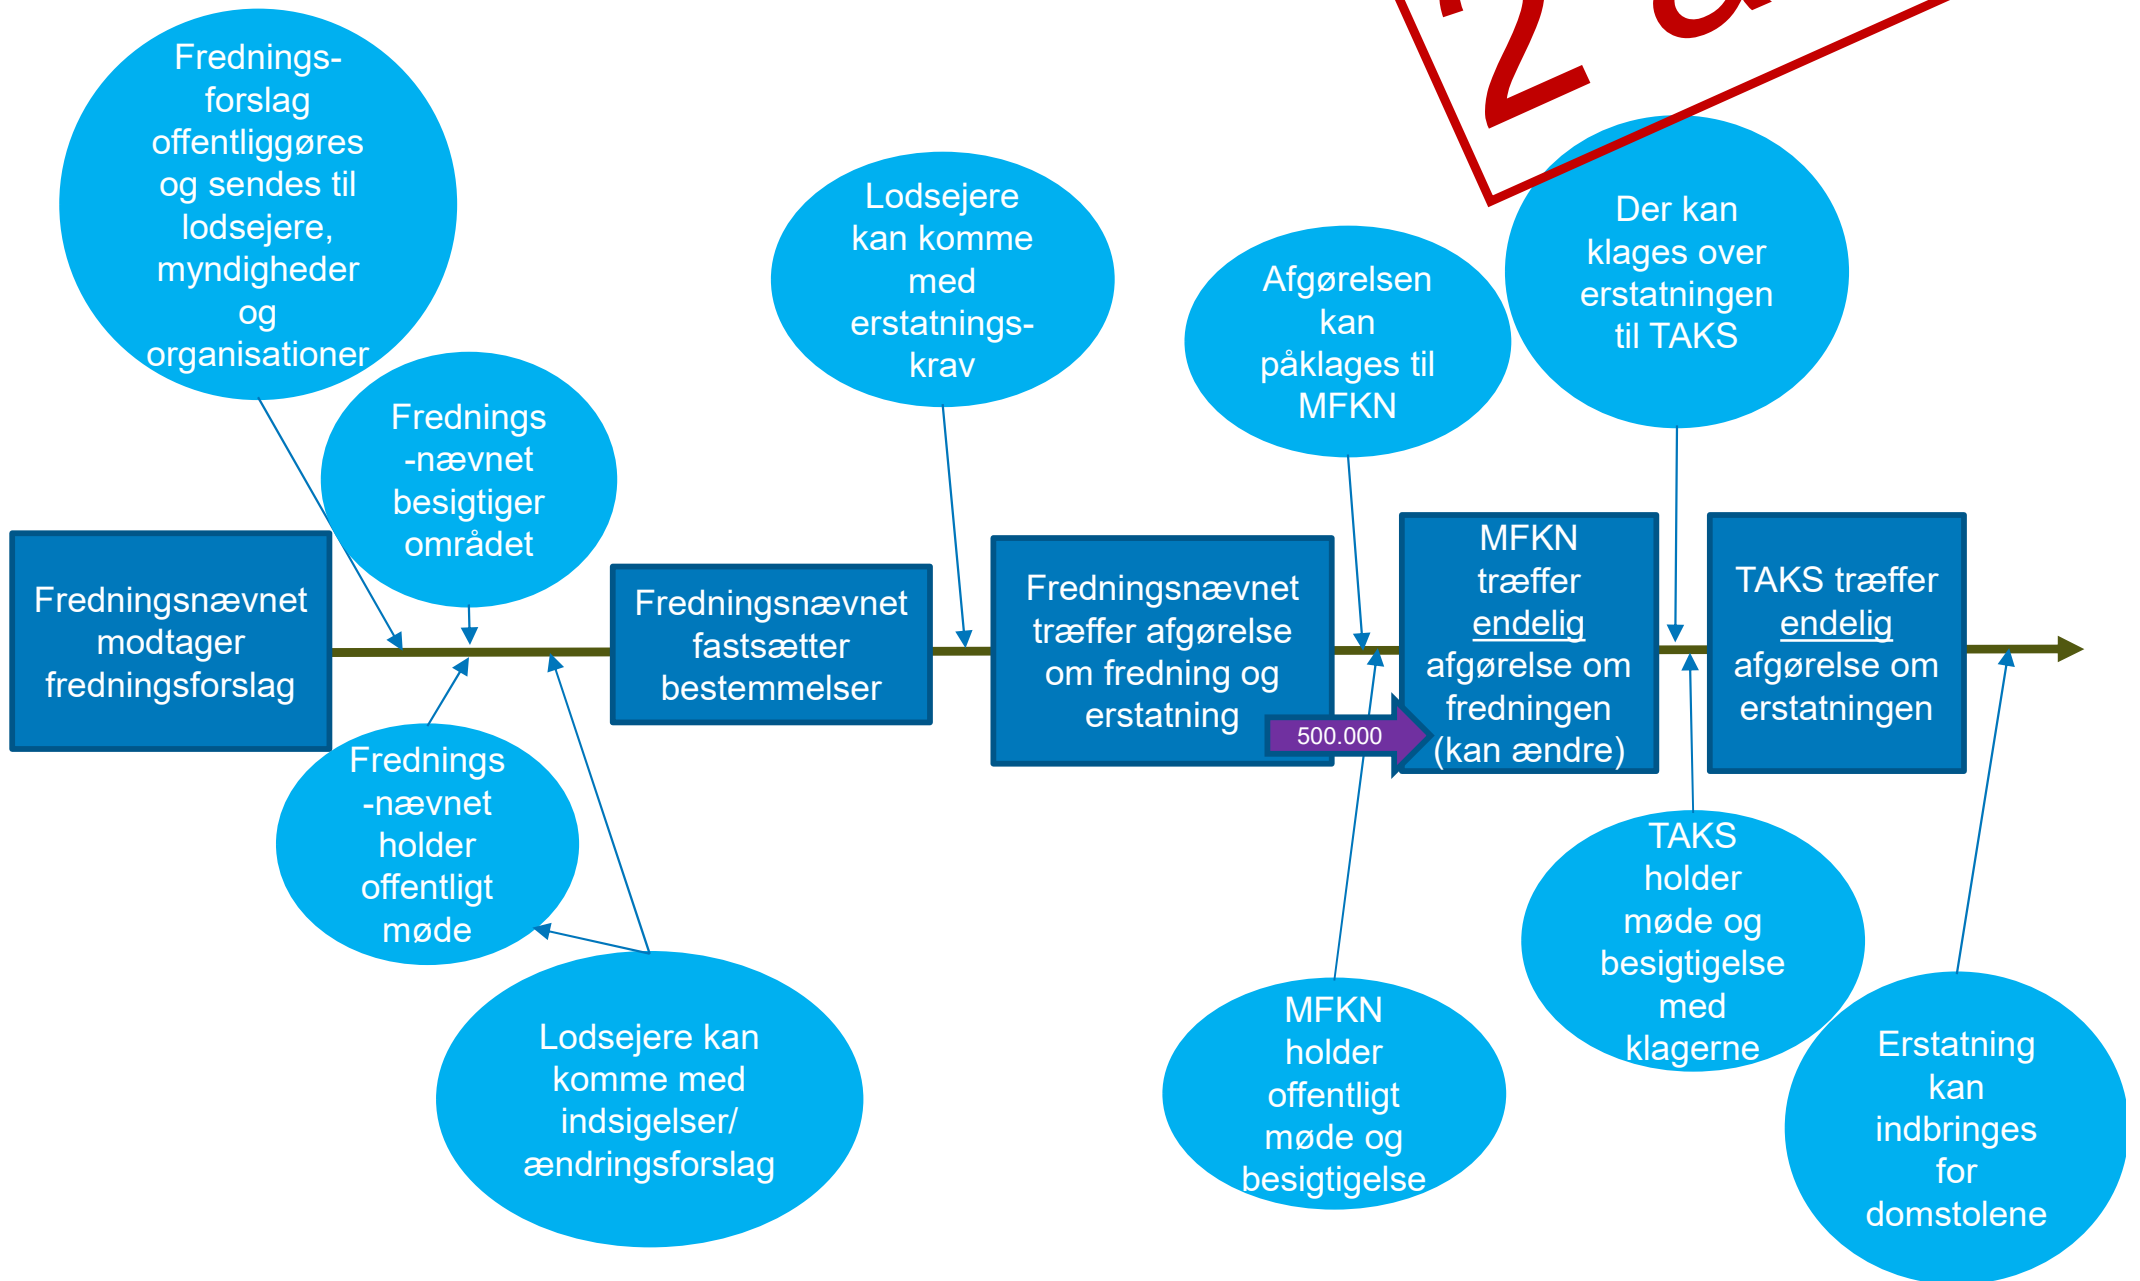 2
Frednings-
forslag
offentliggøres
og sendes til
lodsejere,
myndigheder
og
organisationer
Frednings
-nævnet
besigtiger
området
Lodsejere
kan komme
med
erstatnings-
krav
Afgørelsen
kan
påklages til
MFKN
Der kan
klages over
erstatningen
til TAKS
Fredningsnævnet
modtager
fredningsforslag
Fredningsnævnet
fastsætter
bestemmelser
Fredningsnævnet
træffer afgørelse
om fredning og
erstatning
500.000
MFKN
træffer
endelig
afgørelse om
fredningen
(kan ændre)
TAKS træffer
endelig
afgørelse om
erstatningen
Frednings
-nævnet
holder
offentligt
møde
Lodsejere kan
komme med
indsigelser/
ændringsforslag
MFKN
holder
offentligt
møde og
besigtigelse
TAKS
holder
møde og
besigtigelse
med
klagerne
Erstatning
kan
indbringes
for
domstolene